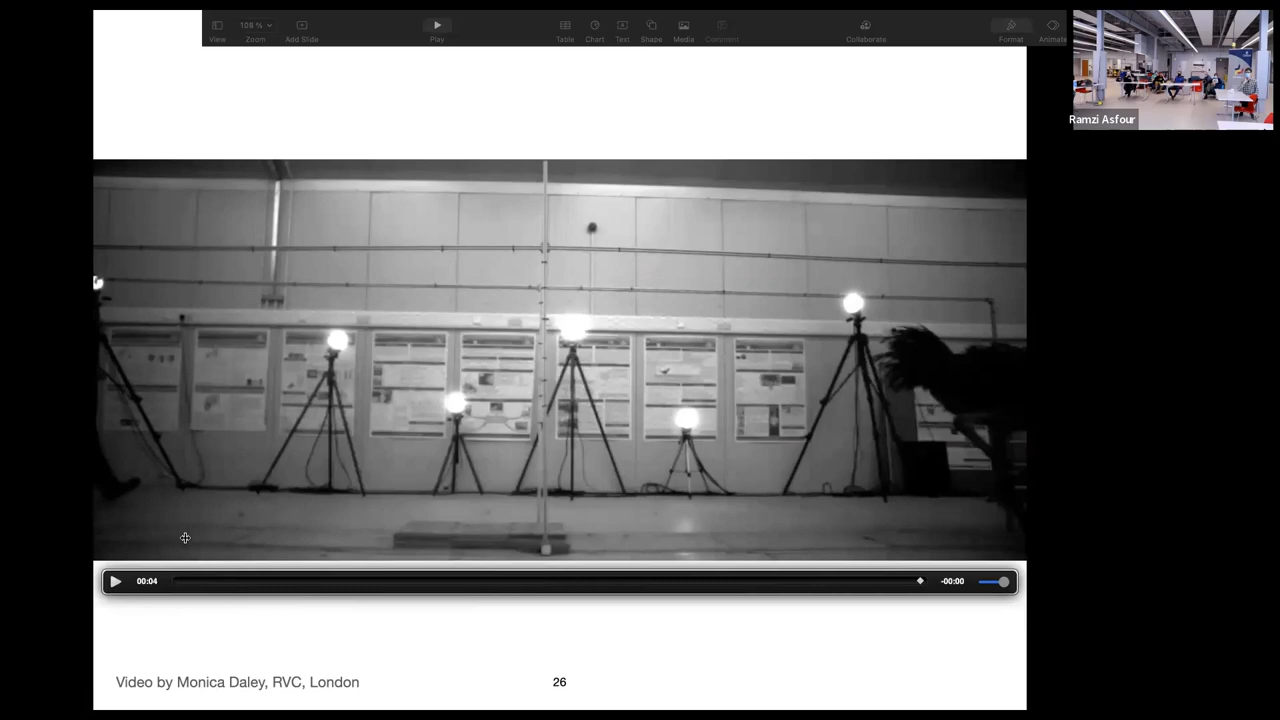 108 %
View
Zoom
Add Slide
Play
Table
Chart
Text
Shape
Media
Comment
Collaborate
Format
Animate
Ramzi Asfour
00:04
-00:00
Video by Monica Daley, RVC, London
26